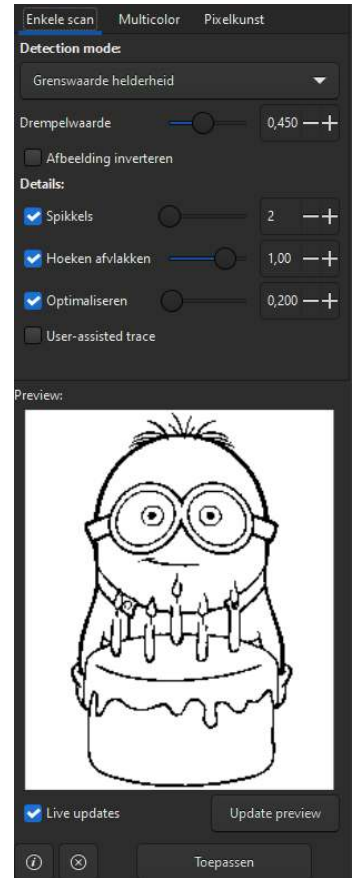 Enkele scan Multicolor Pixelkunst
Detection mode:
Grenswaarde helderheid
Drempelwaarde 0,450
Afbeelding inverteren
Details:
Spikkels 2
Hoeken afvlakken 1,00
Optimaliseren 0,200
User-assisted trace
Preview:
Live updates Update preview
Toepassen